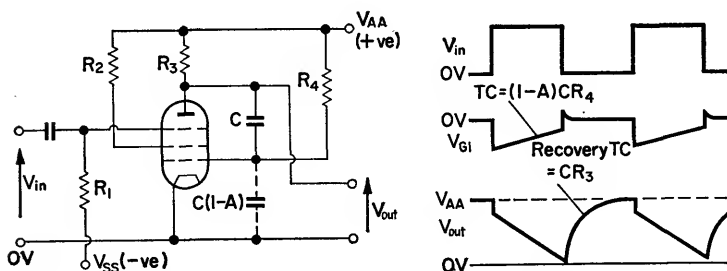 V_AA
(+ve)
R2
R3
R4
C
V_in
R1
C(1-A)
V_out
0V
V_SS (-ve)
V_in
0V
TC=(1-A)CR4
0V
V_G1
Recovery TC
=CR3
V_AA
V_out
0V